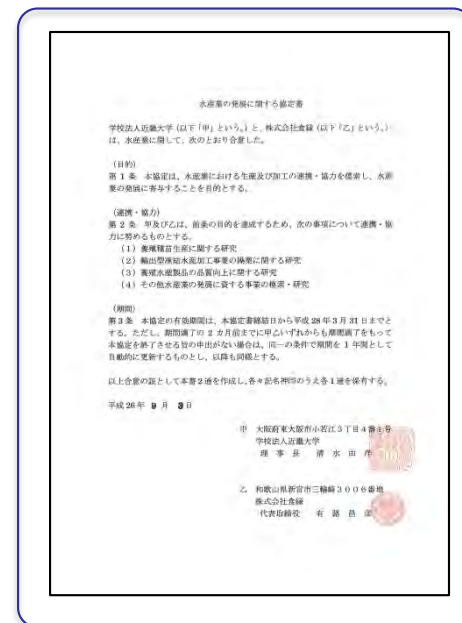 水産業の発展に関する協定書
学校法人近畿大学(以下「甲」という。)と、株式会社食縁(以下「乙」という。)
は、水産業に関して、次のとおり合意した。
(目的)
第1条 本協定は、水産業における生産及び加工の連携・協力を模索し、水産
業の発展に寄与することを目的とする。
(連携・協力)
第2条 甲及び乙は、前条の目的を達成するため、次の事項について連携・協
力に努めるものとする。
(1)養殖種苗生産に関する研究
(2)輸出型凍結水産加工事業の操業に関する研究
(3)養殖水産製品の品質向上に関する研究
(4)その他水産業の発展に資する事業の模索・研究
(期間)
第3条 本協定の有効期間は、本協定書締結日から平成28年3月31日までと
する。ただし、期間満了の2カ月前までに甲乙いずれからも期間満了をもって
本協定を終了させる旨の申出がない場合は、同一の条件で期間を1年間として
自動的に更新するものとし、以降も同様とする。
以上合意の証として本書2通を作成し、各々記名押印のうえ各1通を保有する。
平成26年 9月 3日
甲 大阪府東大阪市小若江3丁目4番1号
学校法人近畿大学
理事長 清水由
乙 和歌山県新宮市三輪崎3006番地
株式会社食縁
代表取締役 有路昌